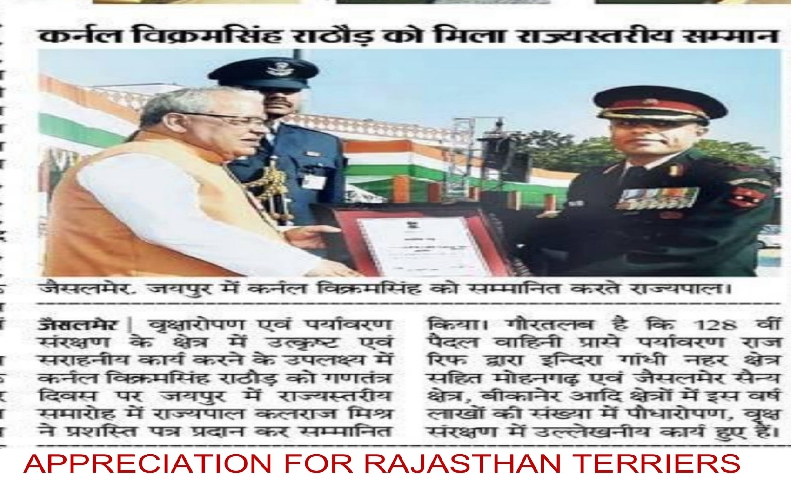 कर्नल विक्रमसिंह राठौड़ को मिला राज्यस्तरीय सम्मान
जैसलमेर. जयपुर में कर्नल विक्रमसिंह को सम्मानित करते राज्यपाल।
जैसलमेर | वृक्षारोपण एवं पर्यावरण
संरक्षण के क्षेत्र में उत्कृष्ट एवं
सराहनीय कार्य करने के उपलक्ष्य में
कर्नल विक्रमसिंह राठौड़ को गणतंत्र
दिवस पर जयपुर में राज्यस्तरीय
समारोह में राज्यपाल कलराज मिश्र
ने प्रशस्ति पत्र प्रदान कर सम्मानित
किया। गौरतलब है कि 128 वीं
पैदल वाहिनी प्रासे पर्यावरण राज
रिफ द्वारा इन्दिरा गांधी नहर क्षेत्र
सहित मोहनगढ़ एवं जैसलमेर सैन्य
क्षेत्र, बीकानेर आदि क्षेत्रों में इस वर्ष
लाखों की संख्या में पौधारोपण, वृक्ष
संरक्षण में उल्लेखनीय कार्य हुए हैं।
APPRECIATION FOR RAJASTHAN TERRIERS